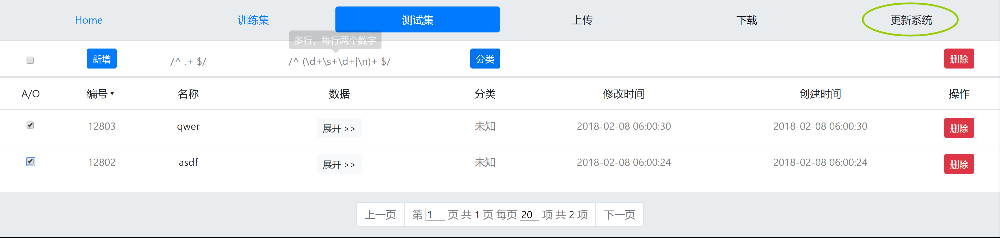 Home 训练集 测试集 上传 下载 更新系统
多行，每行两个数字
新增 /^ .+ $/ /^ (\d+\s+\d+|\n)+ $/ 分类 删除
A/O 编号▼ 名称 数据 分类 修改时间 创建时间 操作
12803 qwer 展开 >> 未知 2018-02-08 06:00:30 2018-02-08 06:00:30 删除
12802 asdf 展开 >> 未知 2018-02-08 06:00:24 2018-02-08 06:00:24 删除
上一页 第 1 页 共 1 页 每页 20 项 共 2 项 下一页